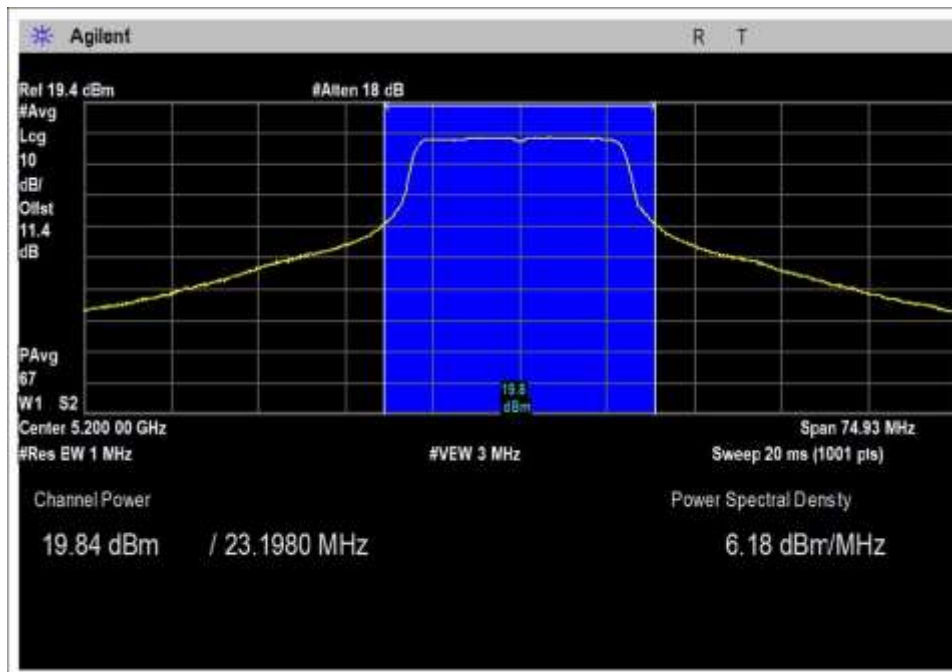 Agilent R T
Ref 19.4 dBm #Atten 18 dB
#Avg
Log
10
dB/
Offst
11.4
dB
PAvg
67
W1 S2
19.8
dBm
Center 5.200 00 GHz Span 74.93 MHz
#Res BW 1 MHz #VBW 3 MHz Sweep 20 ms (1001 pts)
Channel Power Power Spectral Density
19.84 dBm / 23.1980 MHz 6.18 dBm/MHz